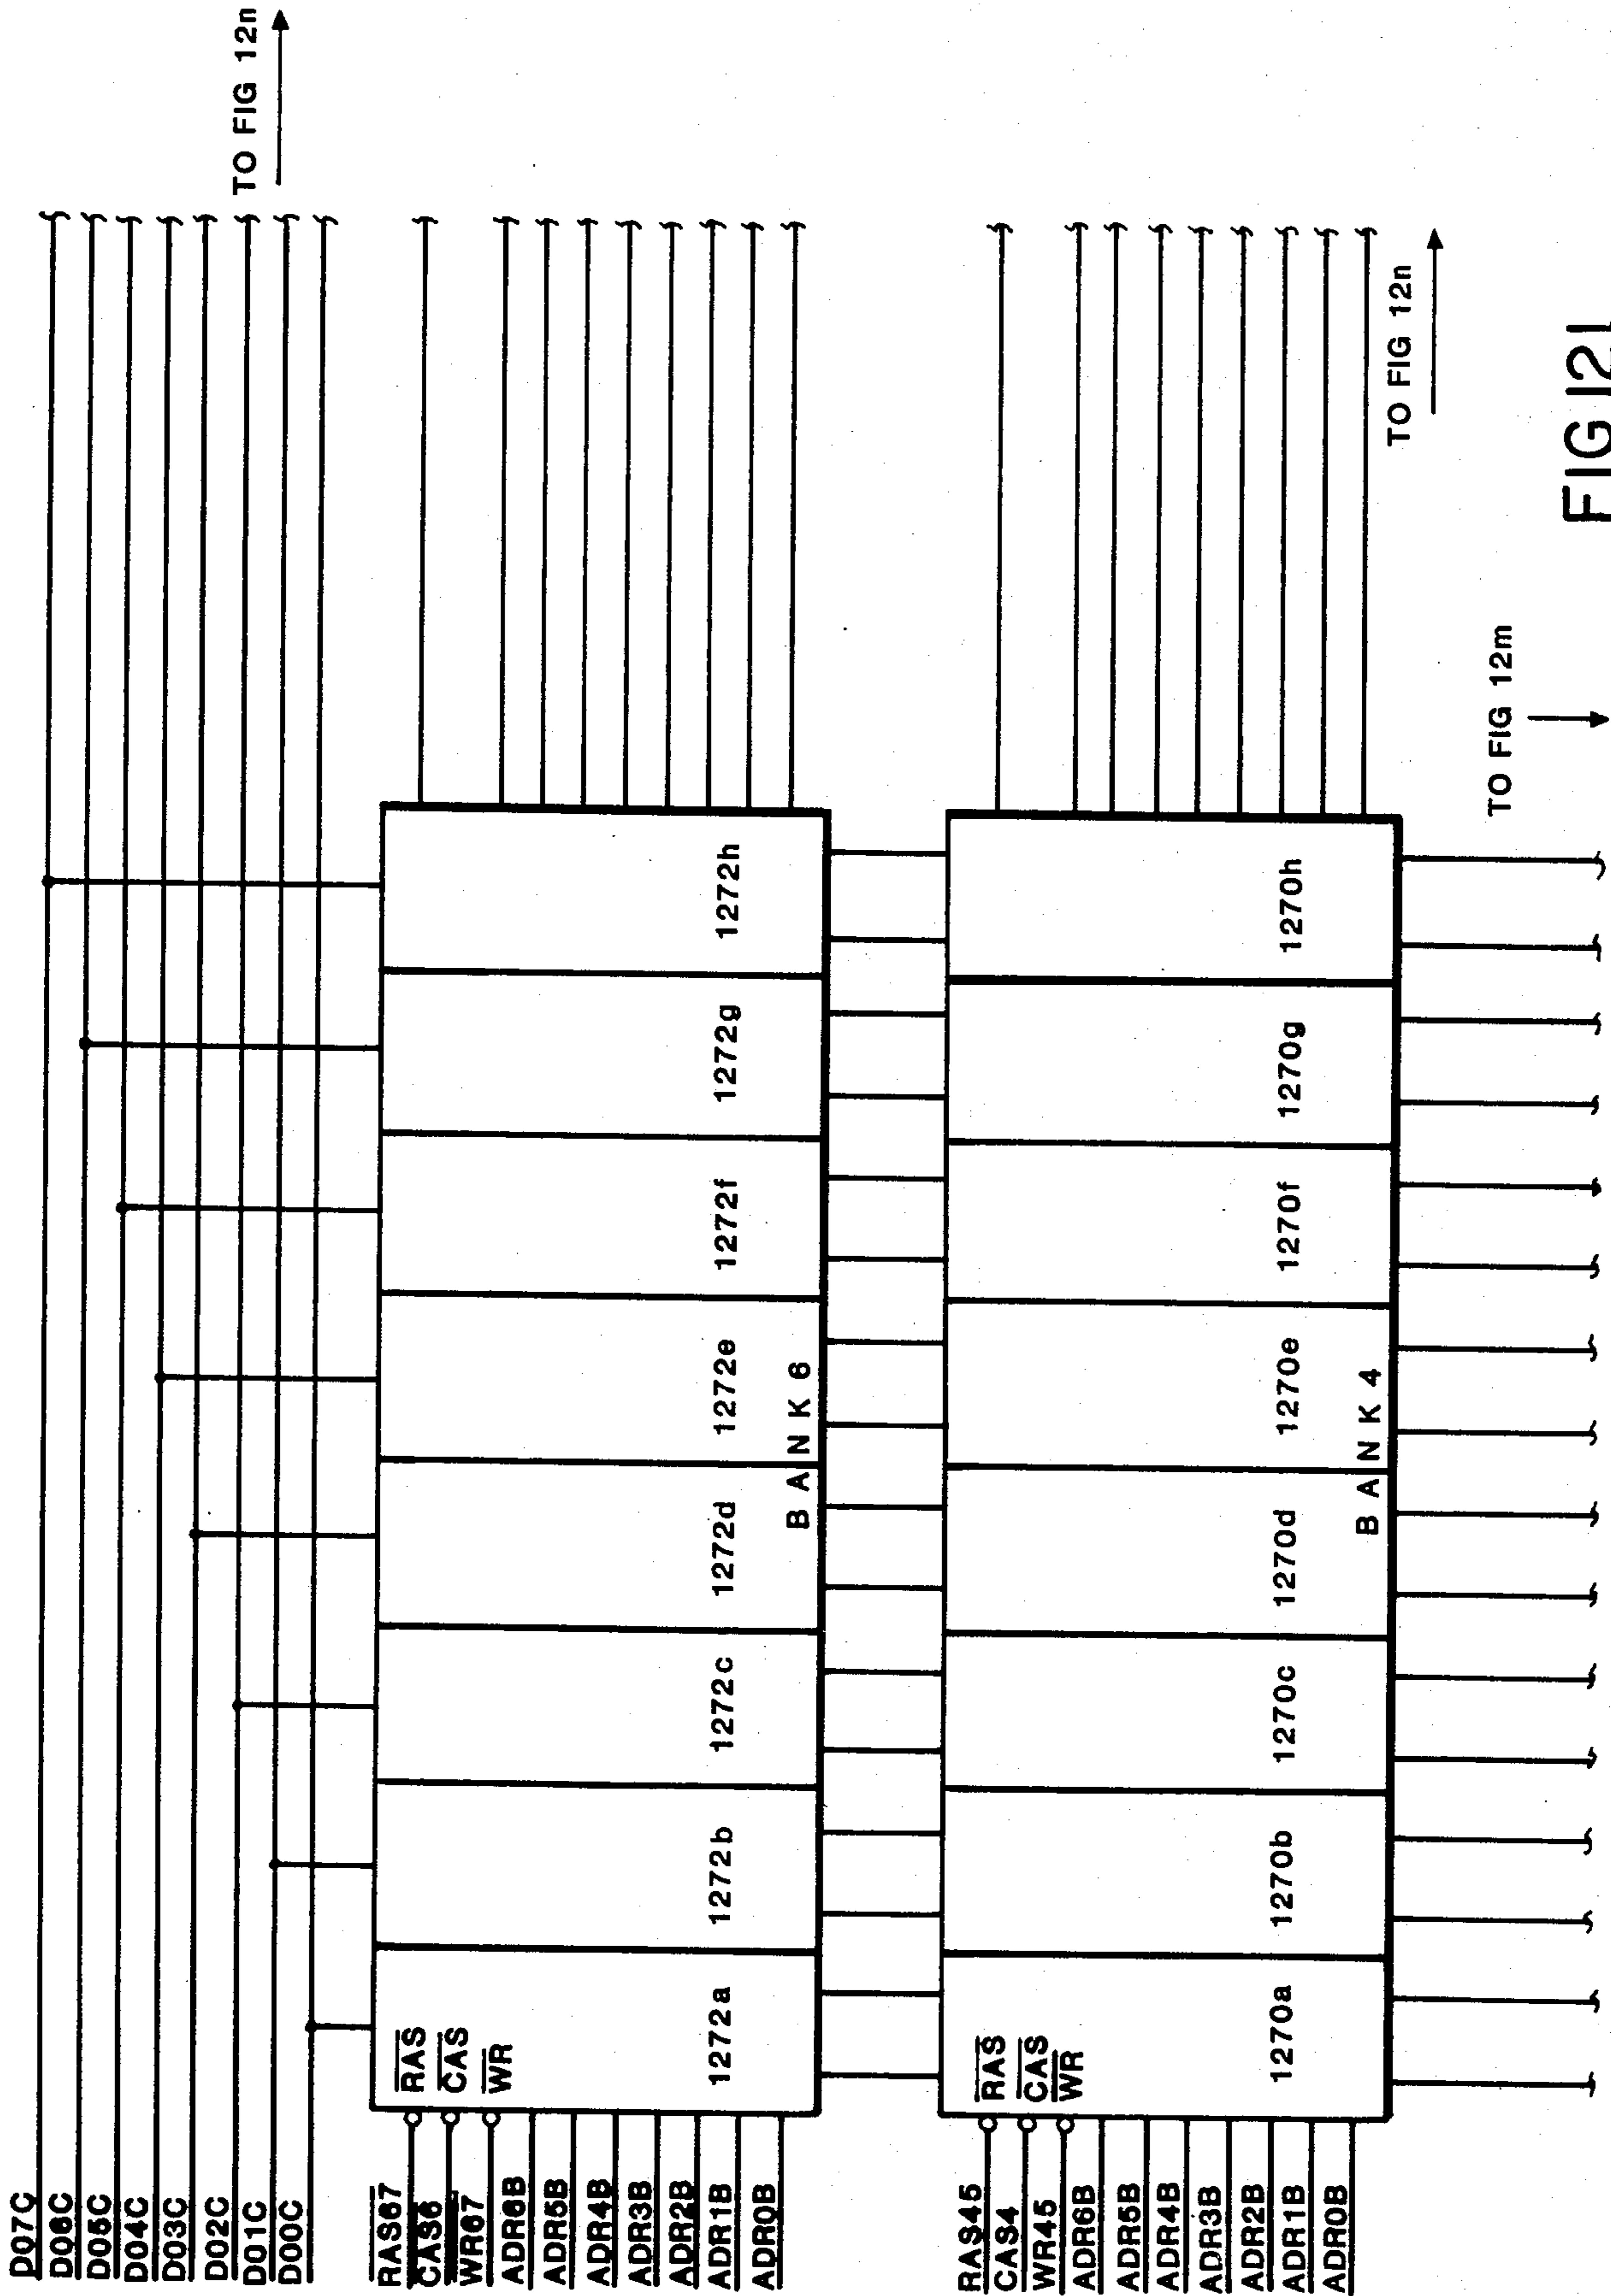 D07C
D06C
D05C
D04C
D03C
D02C
D01C
D00C
TO FIG 12n
RAS67
CAS6
WR67
ADR6B
ADR5B
ADR4B
ADR3B
ADR2B
ADR1B
ADR0B
RAS
CAS
WR
1272a 1272b 1272c 1272d 1272e 1272f 1272g 1272h
BANK 6
RAS45
CAS4
WR45
ADR6B
ADR5B
ADR4B
ADR3B
ADR2B
ADR1B
ADR0B
RAS
CAS
WR
1270a 1270b 1270c 1270d 1270e 1270f 1270g 1270h
BANK 4
TO FIG 12n
TO FIG 12m
FIG 12l